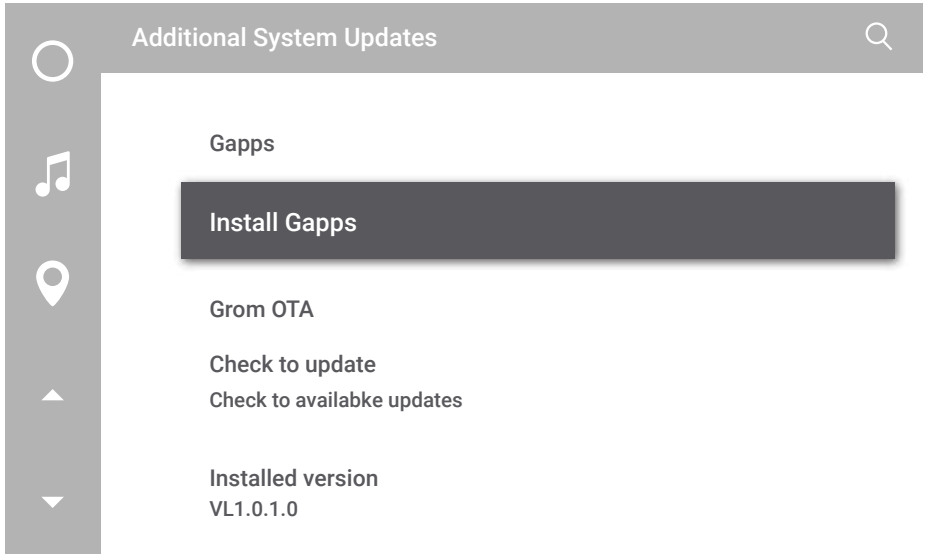 Additional System Updates
Gapps
Install Gapps
Grom OTA
Check to update
Check to availabke updates
Installed version
VL1.0.1.0